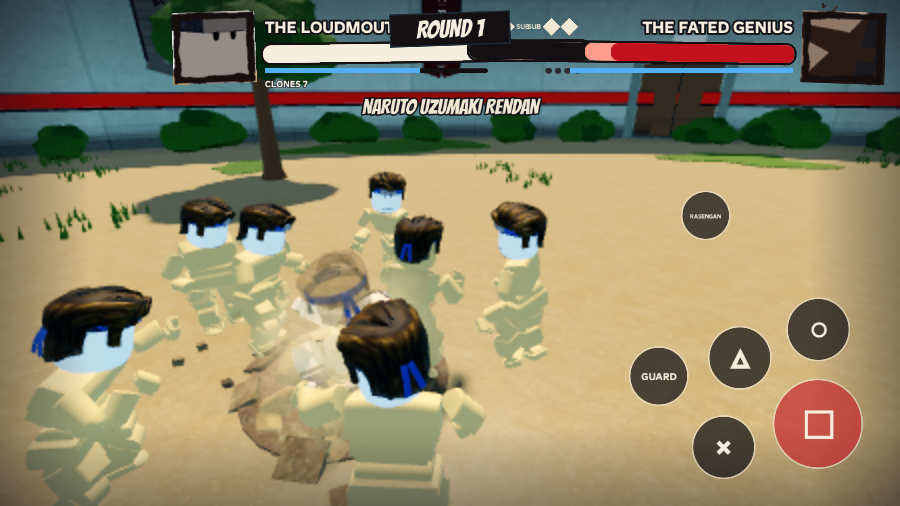 THE LOUDMOUT
ROUND 1
SUBSUB
THE FATED GENIUS
CLONES 7
NARUTO UZUMAKI RENDAN
RASENGAN
GUARD